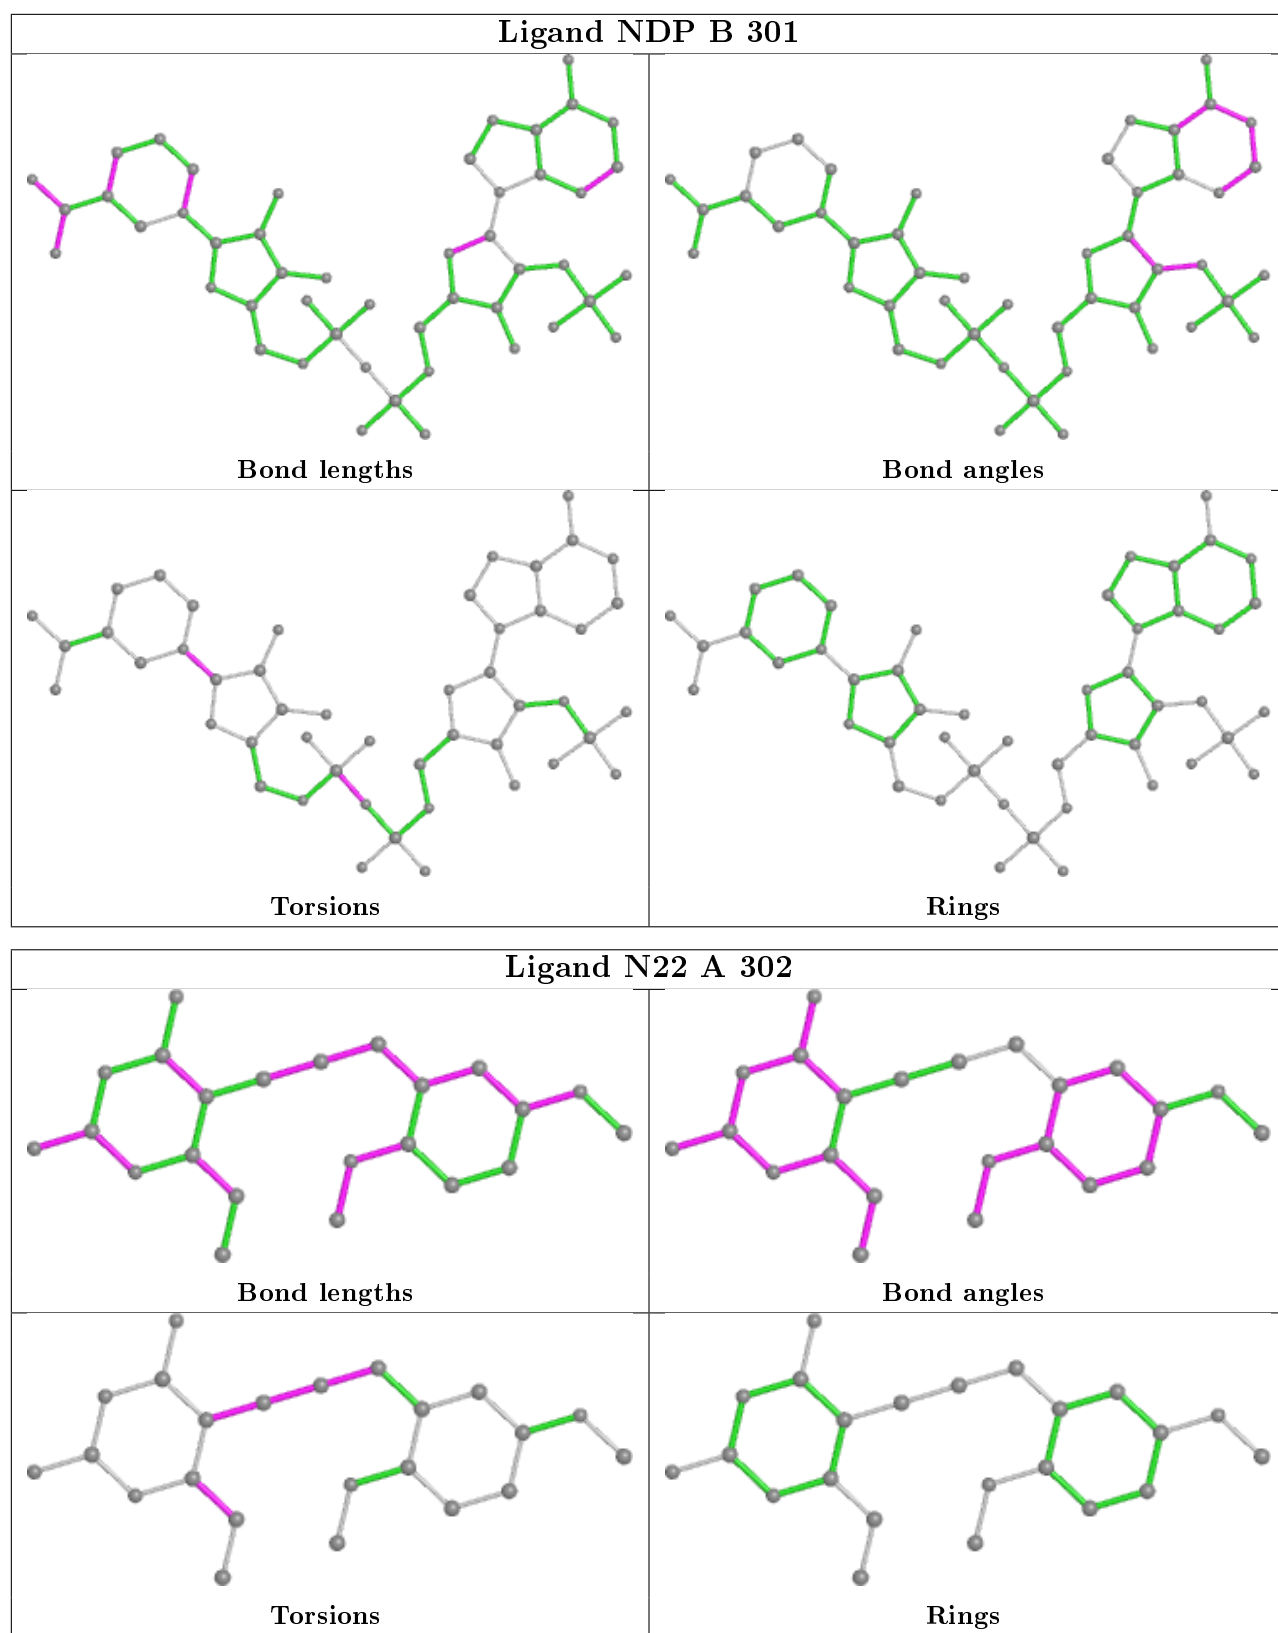 Ligand NDP B 301
Bond lengths
Bond angles
Torsions
Rings
Ligand N22 A 302
Bond lengths
Bond angles
Torsions
Rings